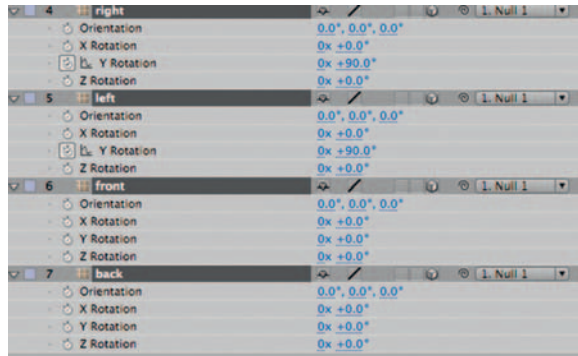 4 right 1. Null 1
Orientation 0.0°, 0.0°, 0.0°
X Rotation 0x +0.0°
Y Rotation 0x +90.0°
Z Rotation 0x +0.0°
5 left 1. Null 1
Orientation 0.0°, 0.0°, 0.0°
X Rotation 0x +0.0°
Y Rotation 0x +90.0°
Z Rotation 0x +0.0°
6 front 1. Null 1
Orientation 0.0°, 0.0°, 0.0°
X Rotation 0x +0.0°
Y Rotation 0x +0.0°
Z Rotation 0x +0.0°
7 back 1. Null 1
Orientation 0.0°, 0.0°, 0.0°
X Rotation 0x +0.0°
Y Rotation 0x +0.0°
Z Rotation 0x +0.0°